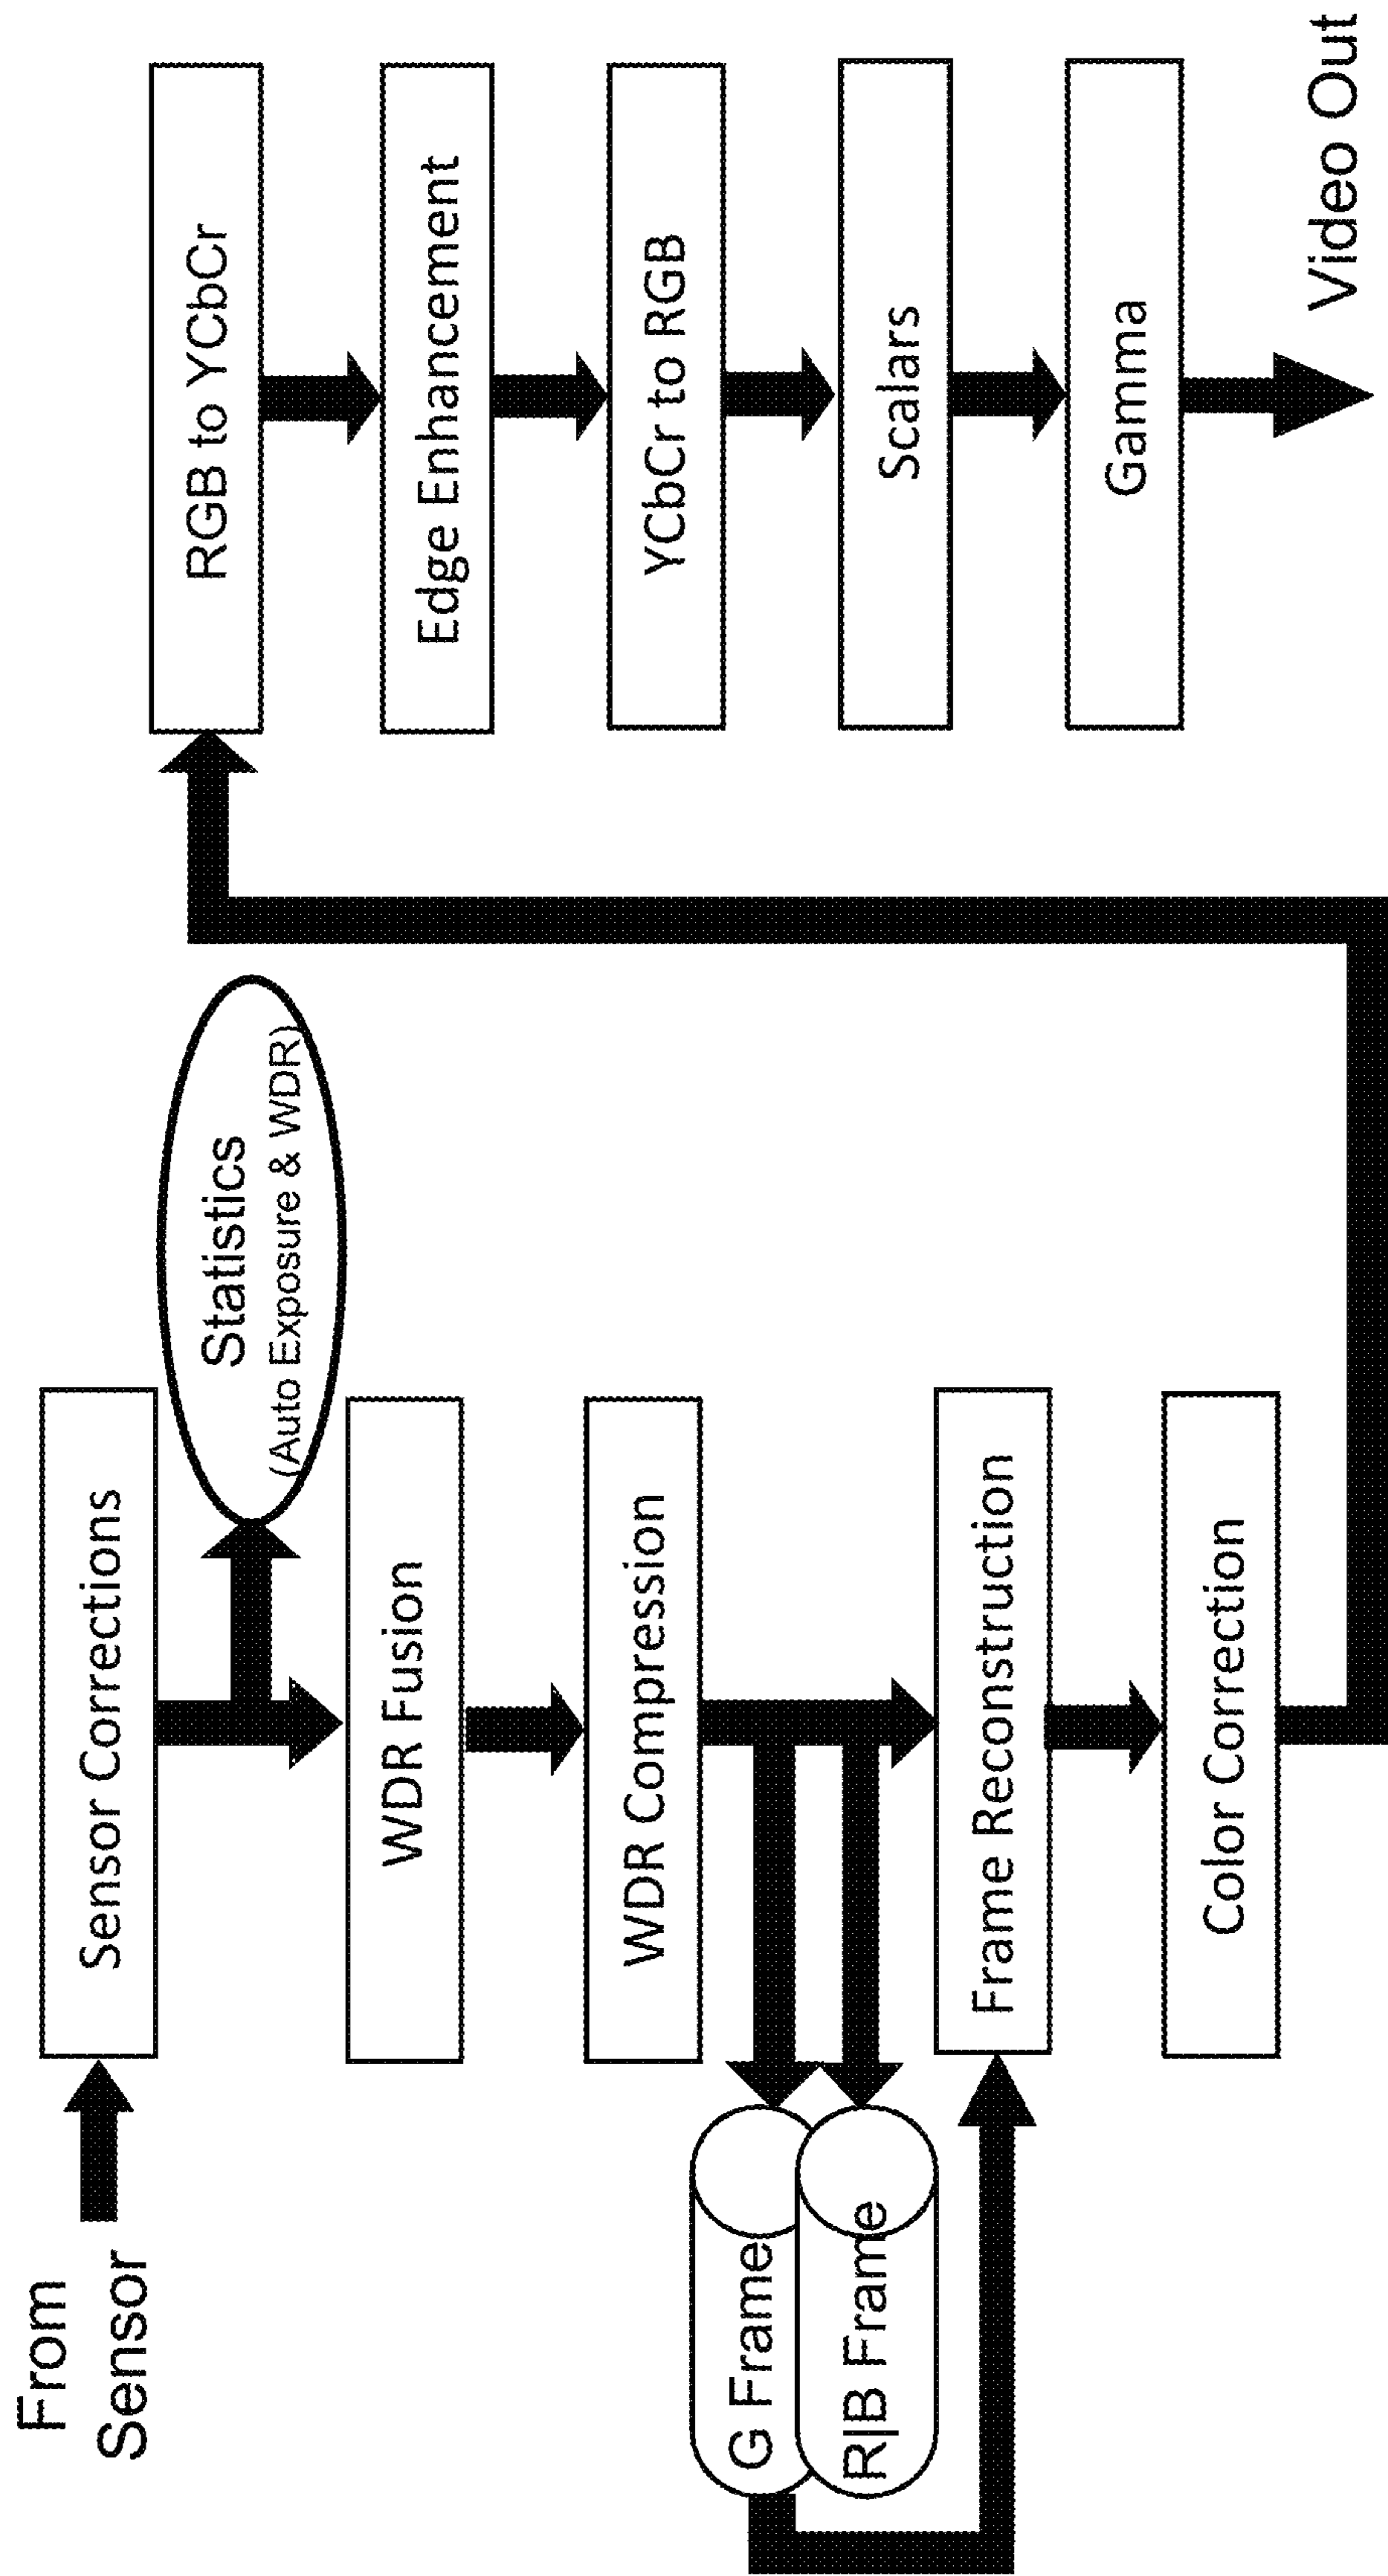 From
Sensor
Sensor Corrections
Statistics
(Auto Exposure & WDR)
WDR Fusion
WDR Compression
G Frame
R|B Frame
Frame Reconstruction
Color Correction
RGB to YCbCr
Edge Enhancement
YCbCr to RGB
Scalars
Gamma
Video Out